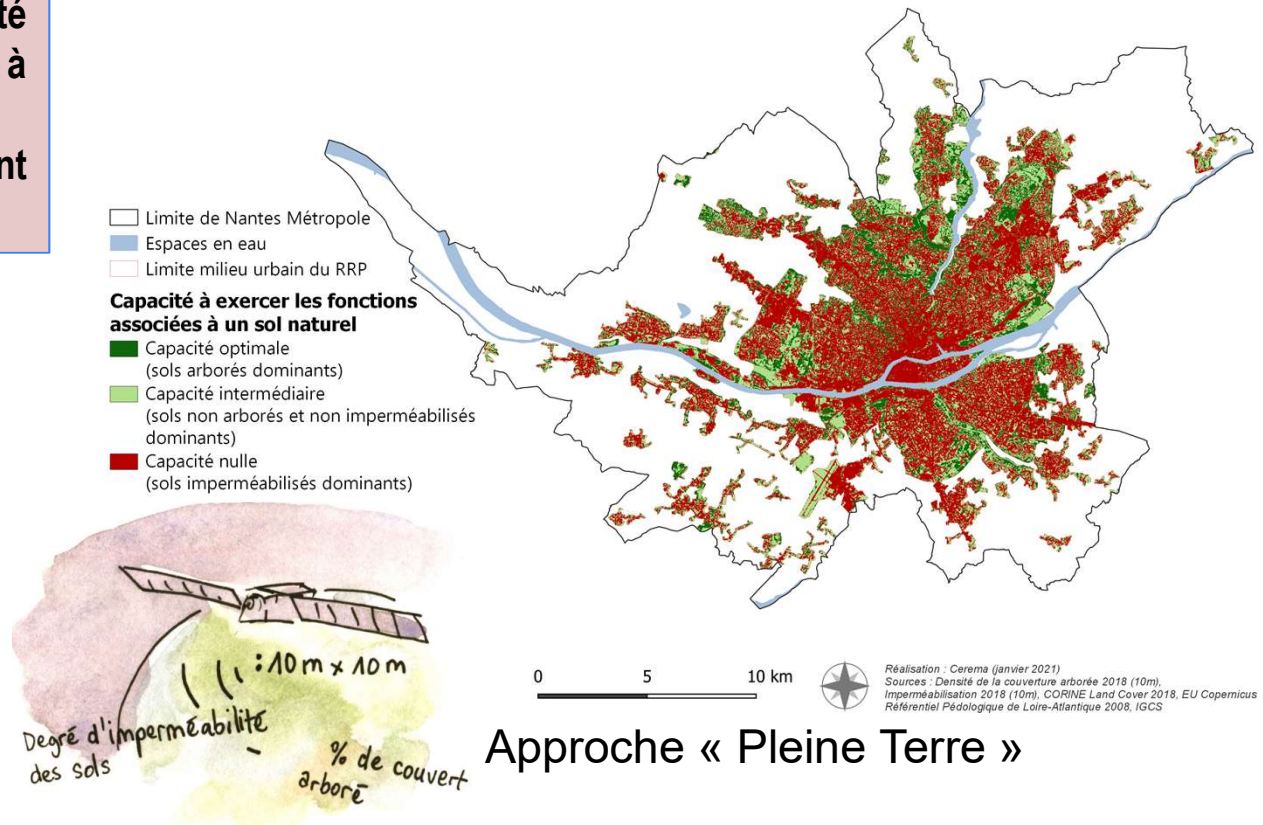 té
à
nt
Limite de Nantes Métropole
Espaces en eau
Limite milieu urbain du RRP
Capacité à exercer les fonctions
associées à un sol naturel
Capacité optimale
(sols arborés dominants)
Capacité intermédiaire
(sols non arborés et non imperméabilisés
dominants)
Capacité nulle
(sols imperméabilisés dominants)
: 10 m x 10 m
Degré d'imperméabilité
des sols
% de couvert
arboré
0 5 10 km
Réalisation : Cerema (janvier 2021)
Sources : Densité de la couverture arborée 2018 (10m),
Imperméabilisation 2018 (10m), CORINE Land Cover 2018, EU Copernicus
Référentiel Pédologique de Loire-Atlantique 2008, IGCS
Approche « Pleine Terre »